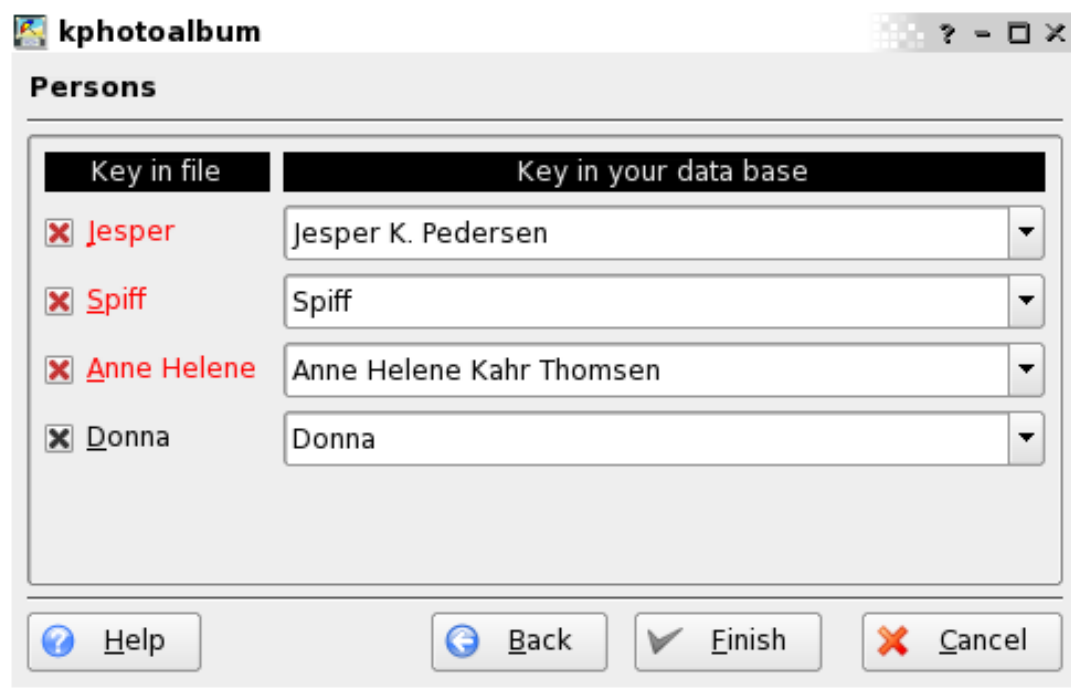 kphotoalbum
Persons
Key in file Key in your data base
Jesper Jesper K. Pedersen
Spiff Spiff
Anne Helene Anne Helene Kahr Thomsen
Donna Donna
Help Back Finish Cancel